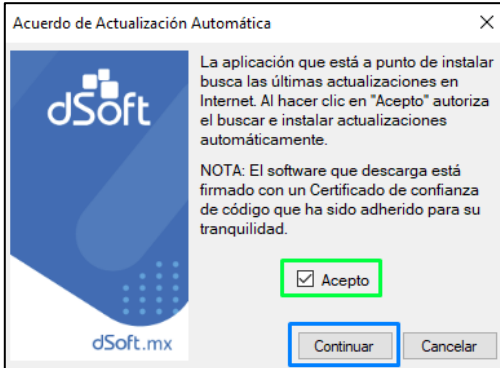 Acuerdo de Actualización Automática
dSoft
La aplicación que está a punto de instalar
busca las últimas actualizaciones en
Internet. Al hacer clic en "Acepto" autoriza
el buscar e instalar actualizaciones
automáticamente.
NOTA: El software que descarga está
firmado con un Certificado de confianza
de código que ha sido adherido para su
tranquilidad.
Acepto
dSoft.mx
Continuar
Cancelar